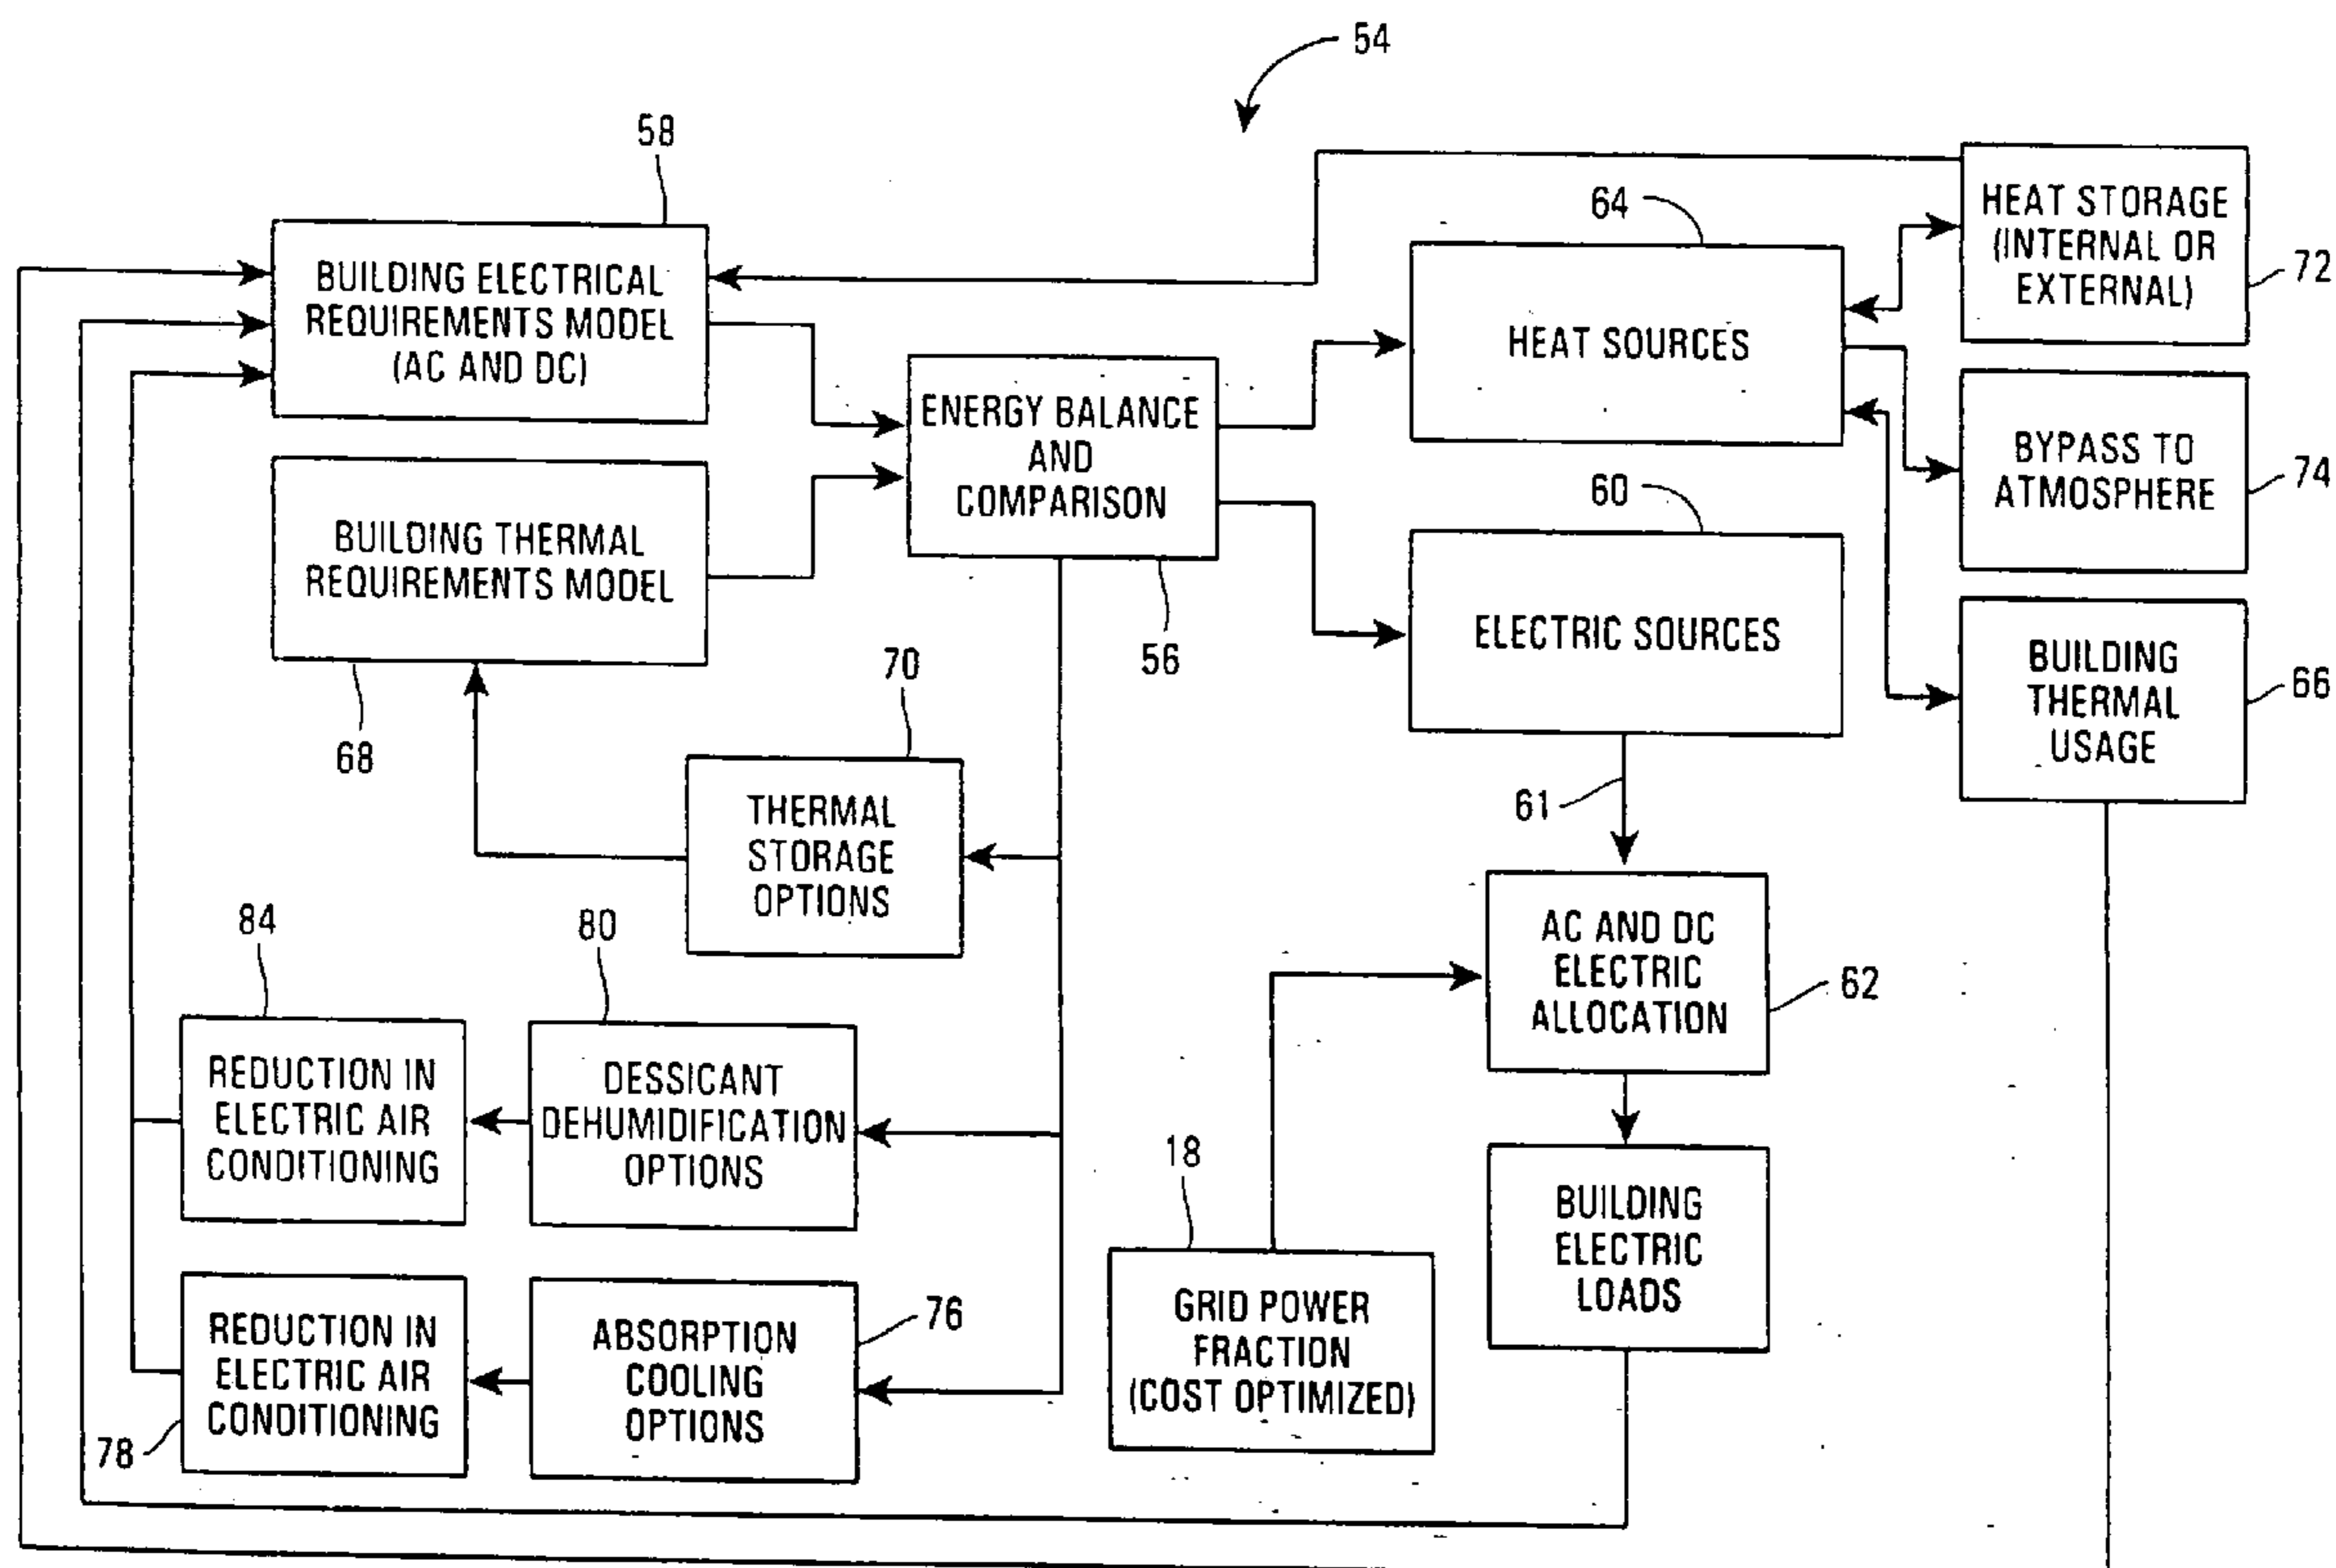 54
58
BUILDING ELECTRICAL
REQUIREMENTS MODEL
(AC AND DC)
BUILDING THERMAL
REQUIREMENTS MODEL
68
ENERGY BALANCE
AND
COMPARISON
56
64
HEAT SOURCES
60
ELECTRIC SOURCES
61
HEAT STORAGE
(INTERNAL OR
EXTERNAL)
72
BYPASS TO
ATMOSPHERE
74
BUILDING
THERMAL
USAGE
66
70
THERMAL
STORAGE
OPTIONS
84
REDUCTION IN
ELECTRIC AIR
CONDITIONING
80
DESSICANT
DEHUMIDIFICATION
OPTIONS
AC AND DC
ELECTRIC
ALLOCATION
62
18
GRID POWER
FRACTION
(COST OPTIMIZED)
BUILDING
ELECTRIC
LOADS
REDUCTION IN
ELECTRIC AIR
CONDITIONING
78
ABSORPTION
COOLING
OPTIONS
76